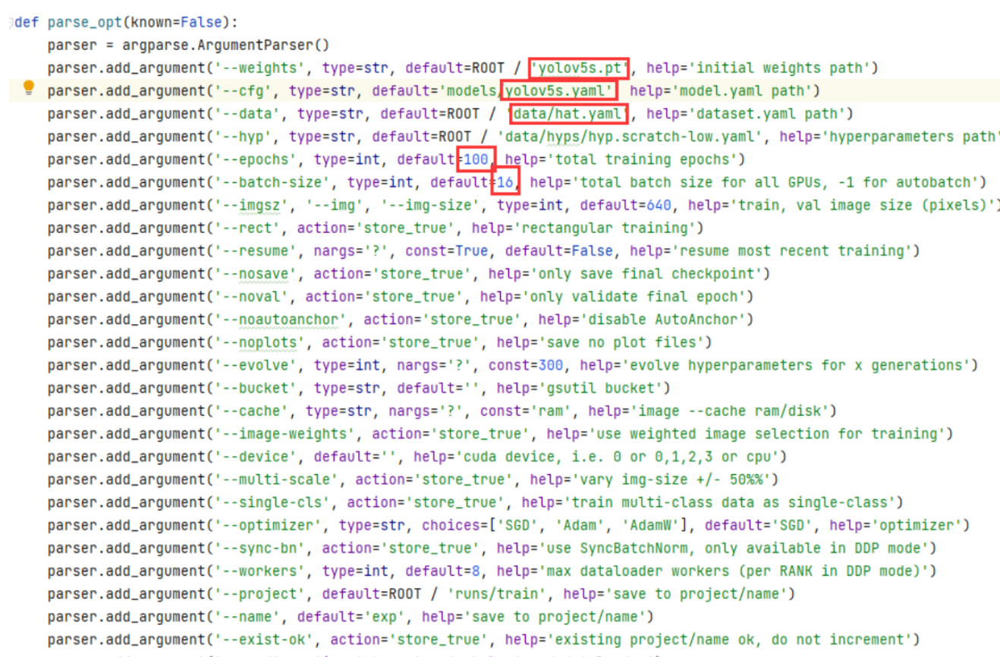 def parse_opt(known=False):
    parser = argparse.ArgumentParser()
    parser.add_argument('--weights', type=str, default=ROOT / 'yolov5s.pt', help='initial weights path')
    parser.add_argument('--cfg', type=str, default='models/yolov5s.yaml' help='model.yaml path')
    parser.add_argument('--data', type=str, default=ROOT / 'data/hat.yaml', help='dataset.yaml path')
    parser.add_argument('--hyp', type=str, default=ROOT / 'data/hyps/hyp.scratch-low.yaml', help='hyperparameters path'
    parser.add_argument('--epochs', type=int, default=100, help='total training epochs')
    parser.add_argument('--batch-size', type=int, default=16, help='total batch size for all GPUs, -1 for autobatch')
    parser.add_argument('--imgsz', '--img', '--img-size', type=int, default=640, help='train, val image size (pixels)')
    parser.add_argument('--rect', action='store_true', help='rectangular training')
    parser.add_argument('--resume', nargs='?', const=True, default=False, help='resume most recent training')
    parser.add_argument('--nosave', action='store_true', help='only save final checkpoint')
    parser.add_argument('--noval', action='store_true', help='only validate final epoch')
    parser.add_argument('--noautoanchor', action='store_true', help='disable AutoAnchor')
    parser.add_argument('--noplots', action='store_true', help='save no plot files')
    parser.add_argument('--evolve', type=int, nargs='?', const=300, help='evolve hyperparameters for x generations')
    parser.add_argument('--bucket', type=str, default='', help='gsutil bucket')
    parser.add_argument('--cache', type=str, nargs='?', const='ram', help='image --cache ram/disk')
    parser.add_argument('--image-weights', action='store_true', help='use weighted image selection for training')
    parser.add_argument('--device', default='', help='cuda device, i.e. 0 or 0,1,2,3 or cpu')
    parser.add_argument('--multi-scale', action='store_true', help='vary img-size +/- 50%%')
    parser.add_argument('--single-cls', action='store_true', help='train multi-class data as single-class')
    parser.add_argument('--optimizer', type=str, choices=['SGD', 'Adam', 'AdamW'], default='SGD', help='optimizer')
    parser.add_argument('--sync-bn', action='store_true', help='use SyncBatchNorm, only available in DDP mode')
    parser.add_argument('--workers', type=int, default=8, help='max dataloader workers (per RANK in DDP mode)')
    parser.add_argument('--project', default=ROOT / 'runs/train', help='save to project/name')
    parser.add_argument('--name', default='exp', help='save to project/name')
    parser.add_argument('--exist-ok', action='store_true', help='existing project/name ok, do not increment')